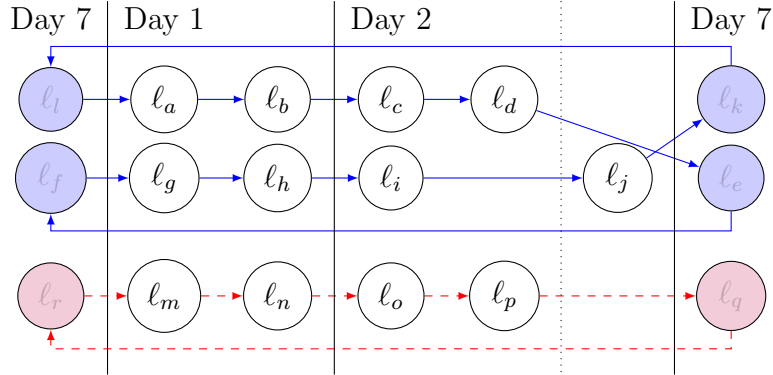 Day 7 Day 1 Day 2 Day 7
ℓ_l ℓ_a ℓ_b ℓ_c ℓ_d ℓ_k
ℓ_f ℓ_g ℓ_h ℓ_i ℓ_j ℓ_e
ℓ_r ℓ_m ℓ_n ℓ_o ℓ_p ℓ_q